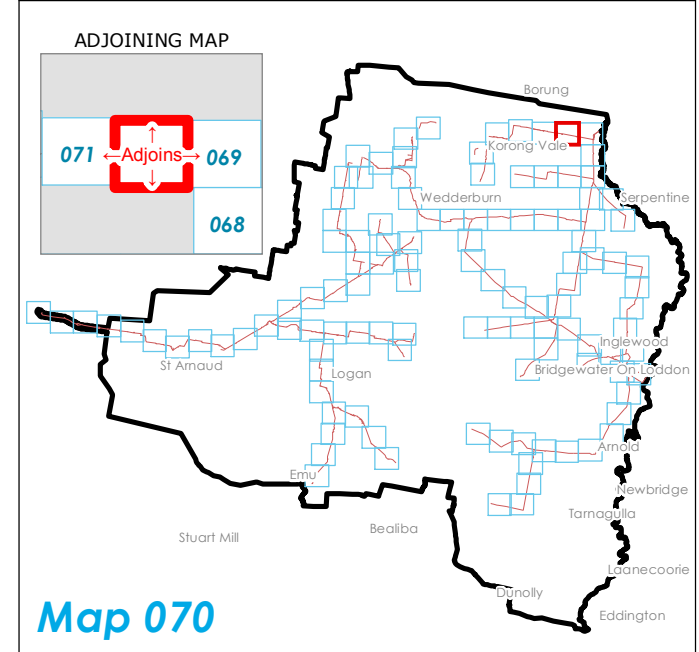 ADJOINING MAP
071
Adjoins
069
068
Borung
Korong Vale
Wedderburn
Serpentine
Inglewood
St Arnaud
Logan
Bridgewater On Loddon
Arnold
Emu
Newbridge
Tarnagulla
Bealiba
Stuart Mill
Laanecoorie
Dunolly
Eddington
Map 070